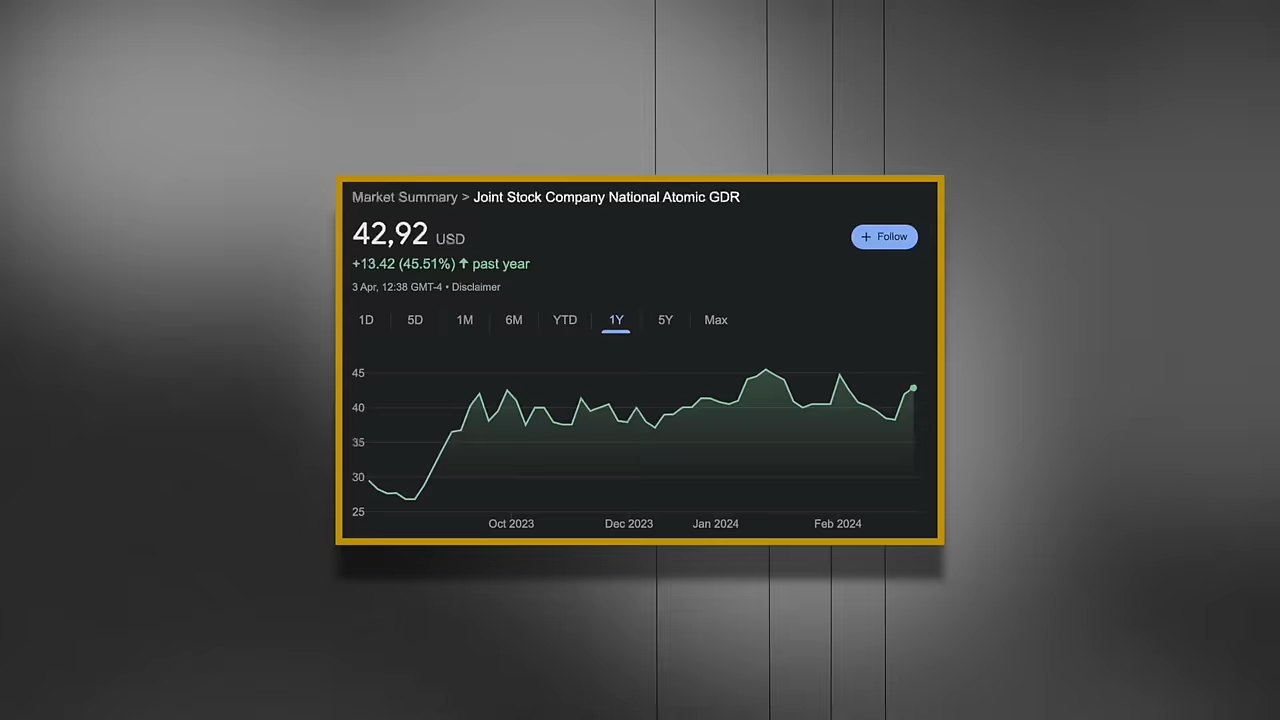 Market Summary > Joint Stock Company National Atomic GDR
42,92 USD
+ Follow
+13.42 (45.51%) ↑ past year
3 Apr, 12:38 GMT-4 • Disclaimer
1D 5D 1M 6M YTD 1Y 5Y Max
45
40
35
30
25
Oct 2023 Dec 2023 Jan 2024 Feb 2024